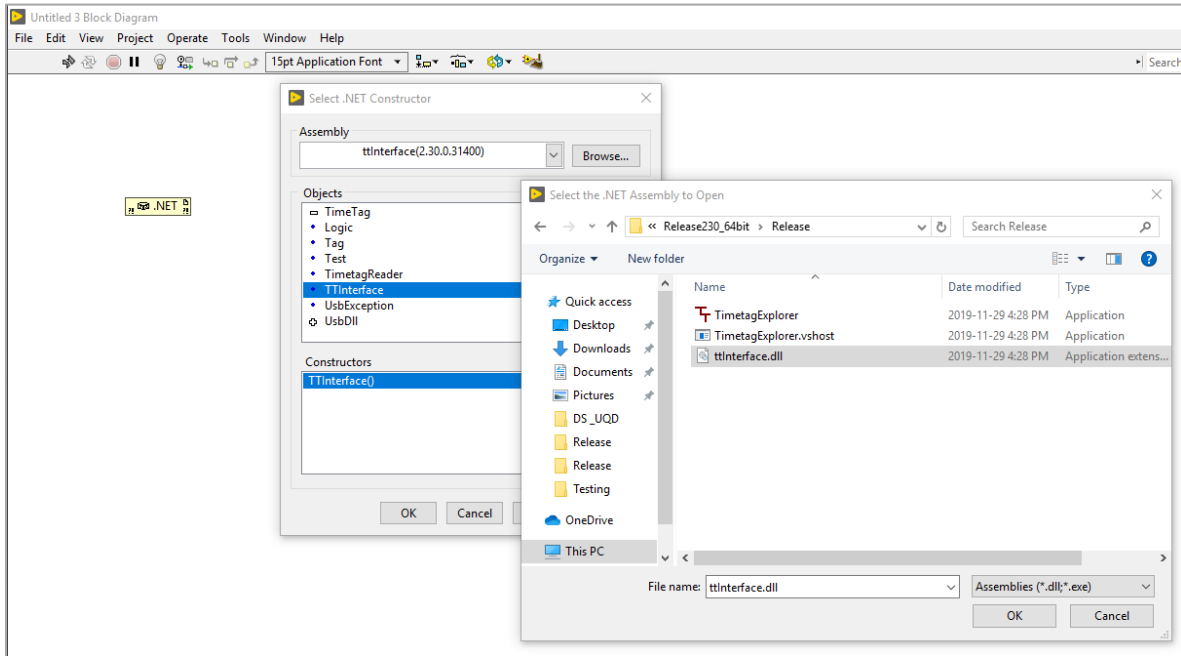 Untitled 3 Block Diagram
File Edit View Project Operate Tools Window Help
15pt Application Font
Search
Select .NET Constructor
Assembly
ttInterface(2.30.0.31400)
Browse...
Objects
TimeTag
Logic
Tag
Test
TimetagReader
TTInterface
UsbException
UsbDll
Constructors
TTInterface()
OK Cancel
.NET
Select the .NET Assembly to Open
« Release230_64bit > Release
Search Release
Organize New folder
Name Date modified Type
Quick access
Desktop
Downloads
Documents
Pictures
DS_UQD
Release
Release
Testing
OneDrive
This PC
TimetagExplorer 2019-11-29 4:28 PM Application
TimetagExplorer.vshost 2019-11-29 4:28 PM Application
ttInterface.dll 2019-11-29 4:28 PM Application extens...
File name: ttInterface.dll Assemblies (*.dll;*.exe)
OK Cancel